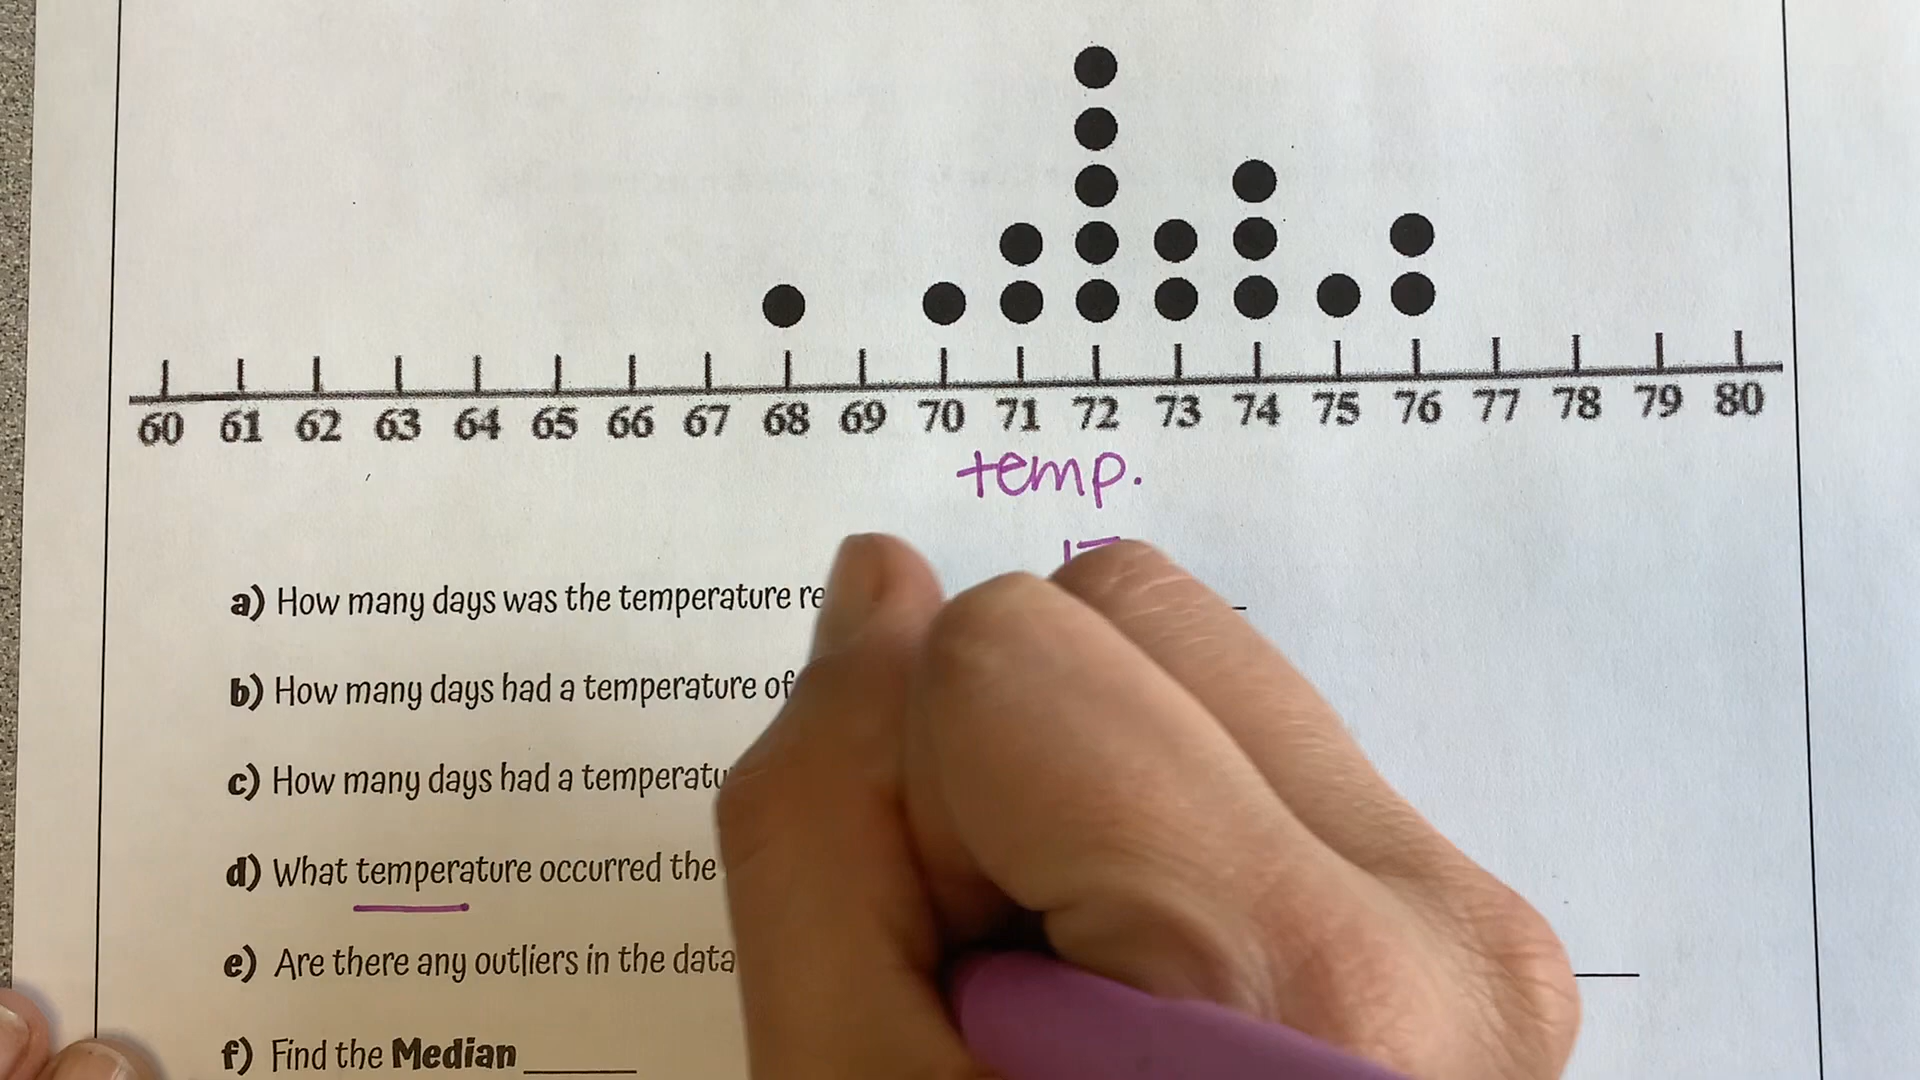 60 61 62 63 64 65 66 67 68 69 70 71 72 73 74 75 76 77 78 79 80
temp.
a) How many days was the temperature
b) How many days had a temperature of
c) How many days had a
d) What temperature occurred the
e) Are there any outliers in the data
f) Find the Median ______